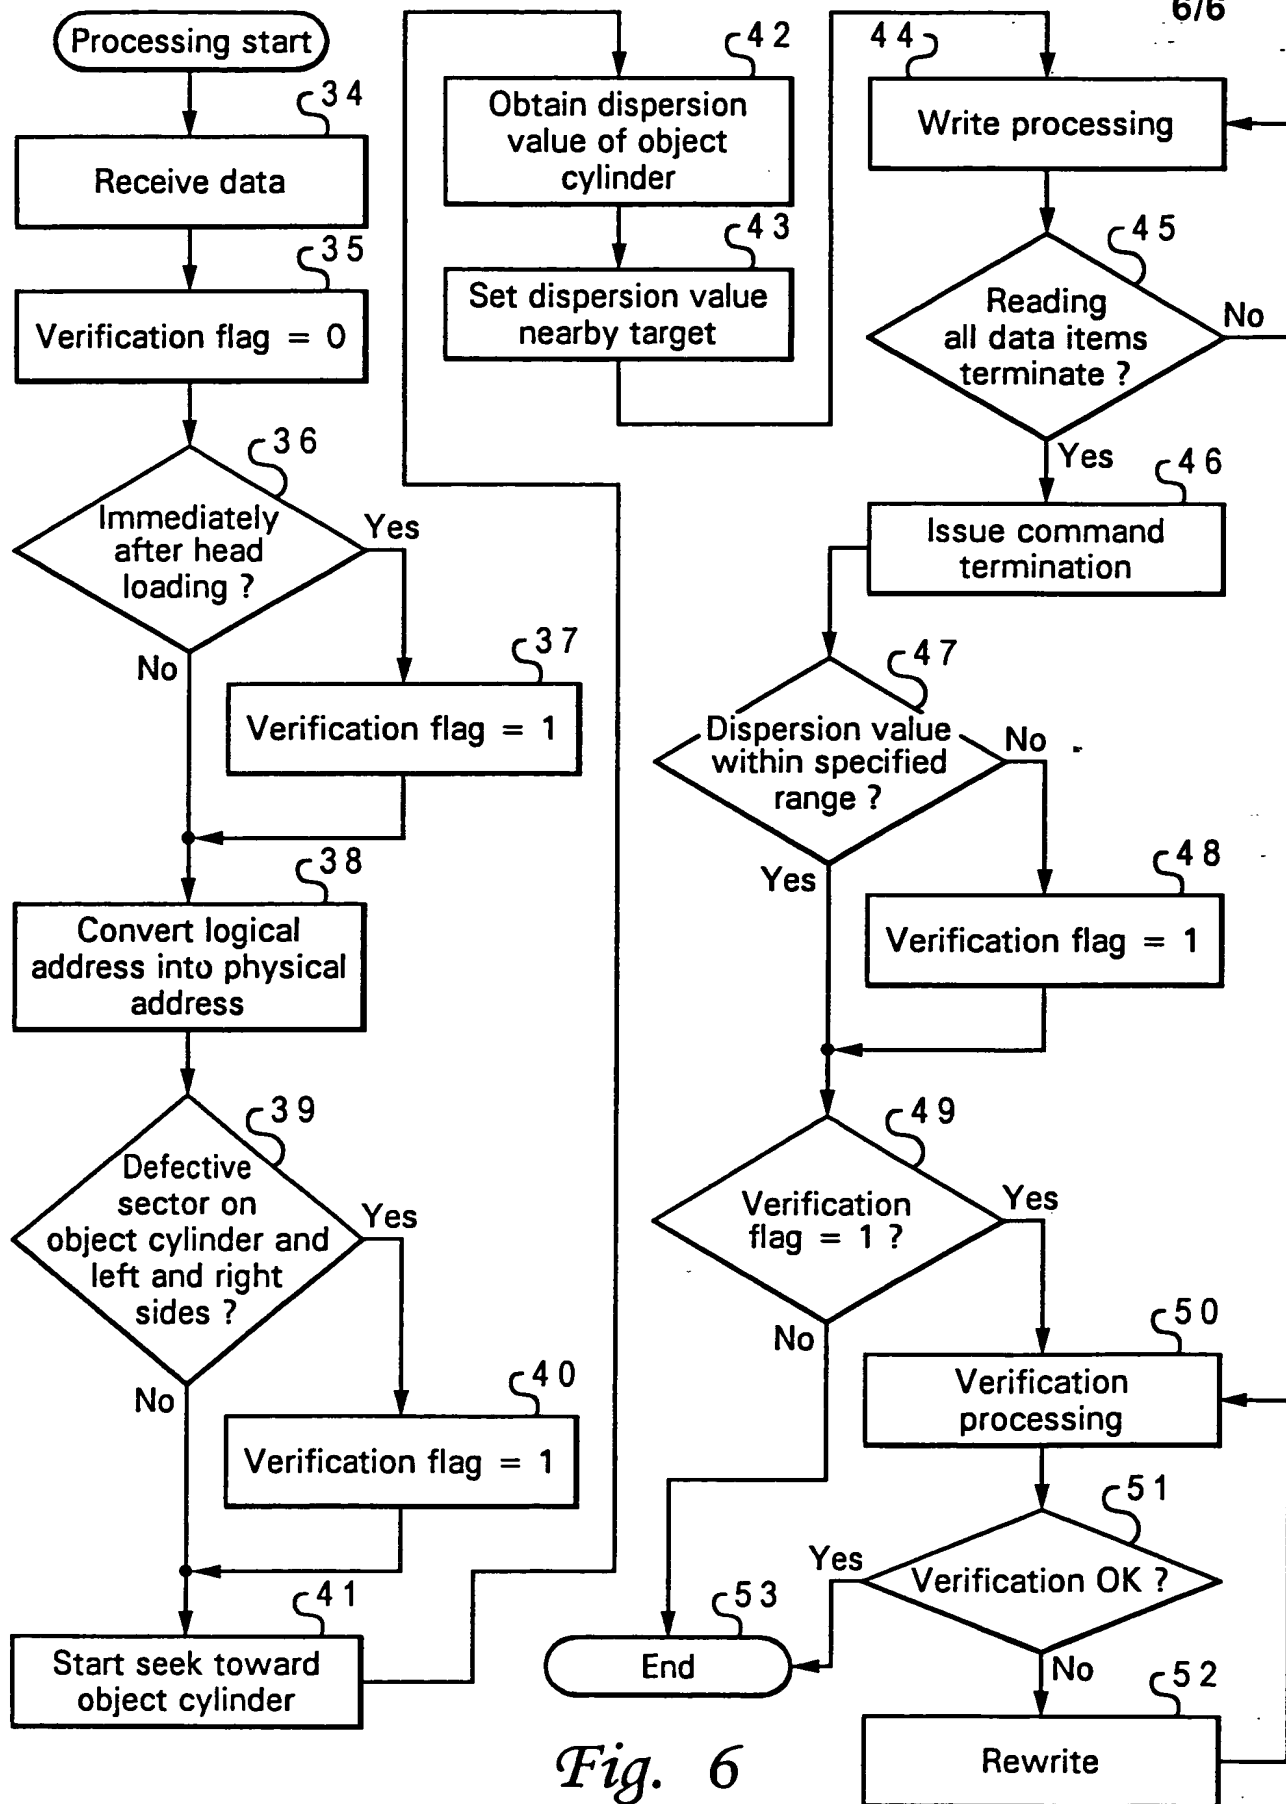 6/6
Processing start
34
Receive data
35
Verification flag = 0
36
Immediately
after head
loading ?
Yes
No
37
Verification flag = 1
38
Convert logical
address into physical
address
39
Defective
sector on
object cylinder and
left and right
sides ?
Yes
No
40
Verification flag = 1
41
Start seek toward
object cylinder
42
Obtain dispersion
value of object
cylinder
43
Set dispersion value
nearby target
44
Write processing
45
Reading
all data items
terminate ?
No
Yes
46
Issue command
termination
47
Dispersion value
within specified
range ?
No
Yes
48
Verification flag = 1
49
Verification
flag = 1 ?
Yes
No
50
Verification
processing
51
Verification OK ?
Yes
No
52
Rewrite
53
End
Fig. 6